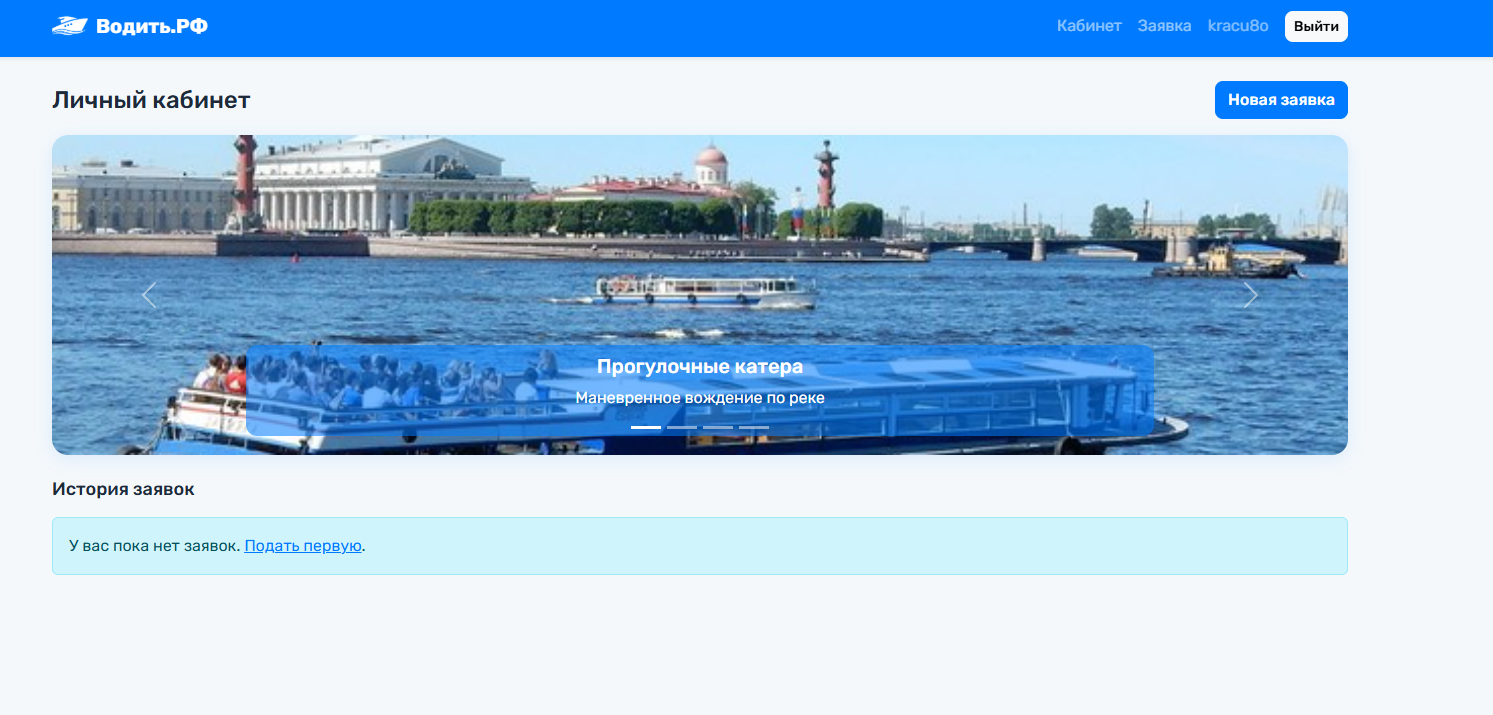 Водить.РФ
Кабинет Заявка kracu8o Выйти
Личный кабинет
Новая заявка
Прогулочные катера
Маневренное вождение по реке
История заявок
У вас пока нет заявок. Подать первую.